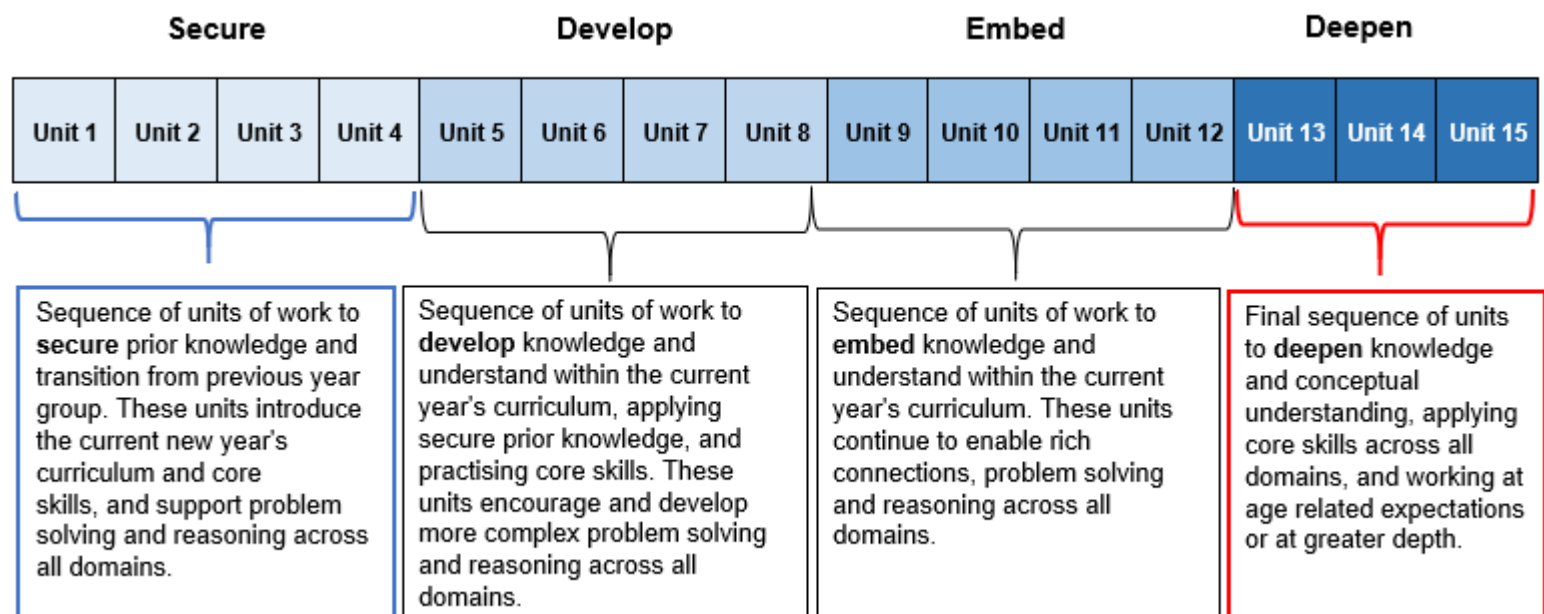 Secure Develop Embed Deepen
Unit 1 Unit 2 Unit 3 Unit 4 Unit 5 Unit 6 Unit 7 Unit 8 Unit 9 Unit 10 Unit 11 Unit 12 Unit 13 Unit 14 Unit 15
Sequence of units of work to
secure prior knowledge and
transition from previous year
group. These units introduce
the current new year's
curriculum and core
skills, and support problem
solving and reasoning across
all domains.
Sequence of units of work to
develop knowledge and
understand within the current
year's curriculum, applying
secure prior knowledge, and
practising core skills. These
units encourage and develop
more complex problem solving
and reasoning across all
domains.
Sequence of units of work to
embed knowledge and
understand within the current
year's curriculum. These units
continue to enable rich
connections, problem solving
and reasoning across all
domains.
Final sequence of units
to deepen knowledge
and conceptual
understanding, applying
core skills across all
domains, and working at
age related expectations
or at greater depth.